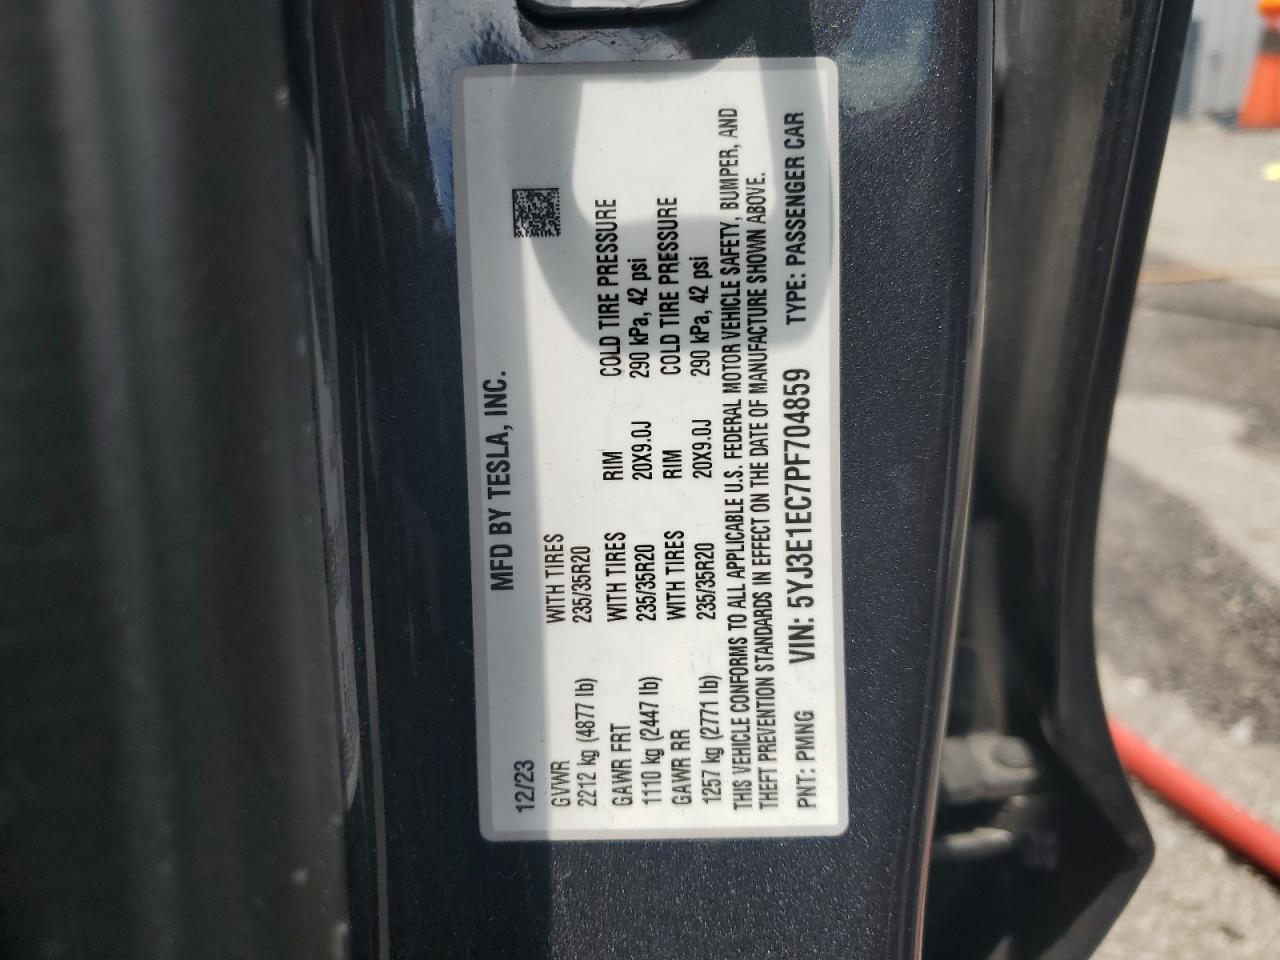 MFD BY TESLA, INC.
12/23
GVWR WITH TIRES
2212 kg (4877 lb) 235/35R20
GAWR FRT WITH TIRES RIM COLD TIRE PRESSURE
1110 kg (2447 lb) 235/35R20 20X9.0J 290 kPa, 42 psi
GAWR RR WITH TIRES RIM COLD TIRE PRESSURE
1257 kg (2771 lb) 235/35R20 20X9.0J 290 kPa, 42 psi
THIS VEHICLE CONFORMS TO ALL APPLICABLE U.S. FEDERAL MOTOR VEHICLE SAFETY, BUMPER, AND
THEFT PREVENTION STANDARDS IN EFFECT ON THE DATE OF MANUFACTURE SHOWN ABOVE.
PNT: PMNG VIN: 5YJ3E1EC7PF704859 TYPE: PASSENGER CAR